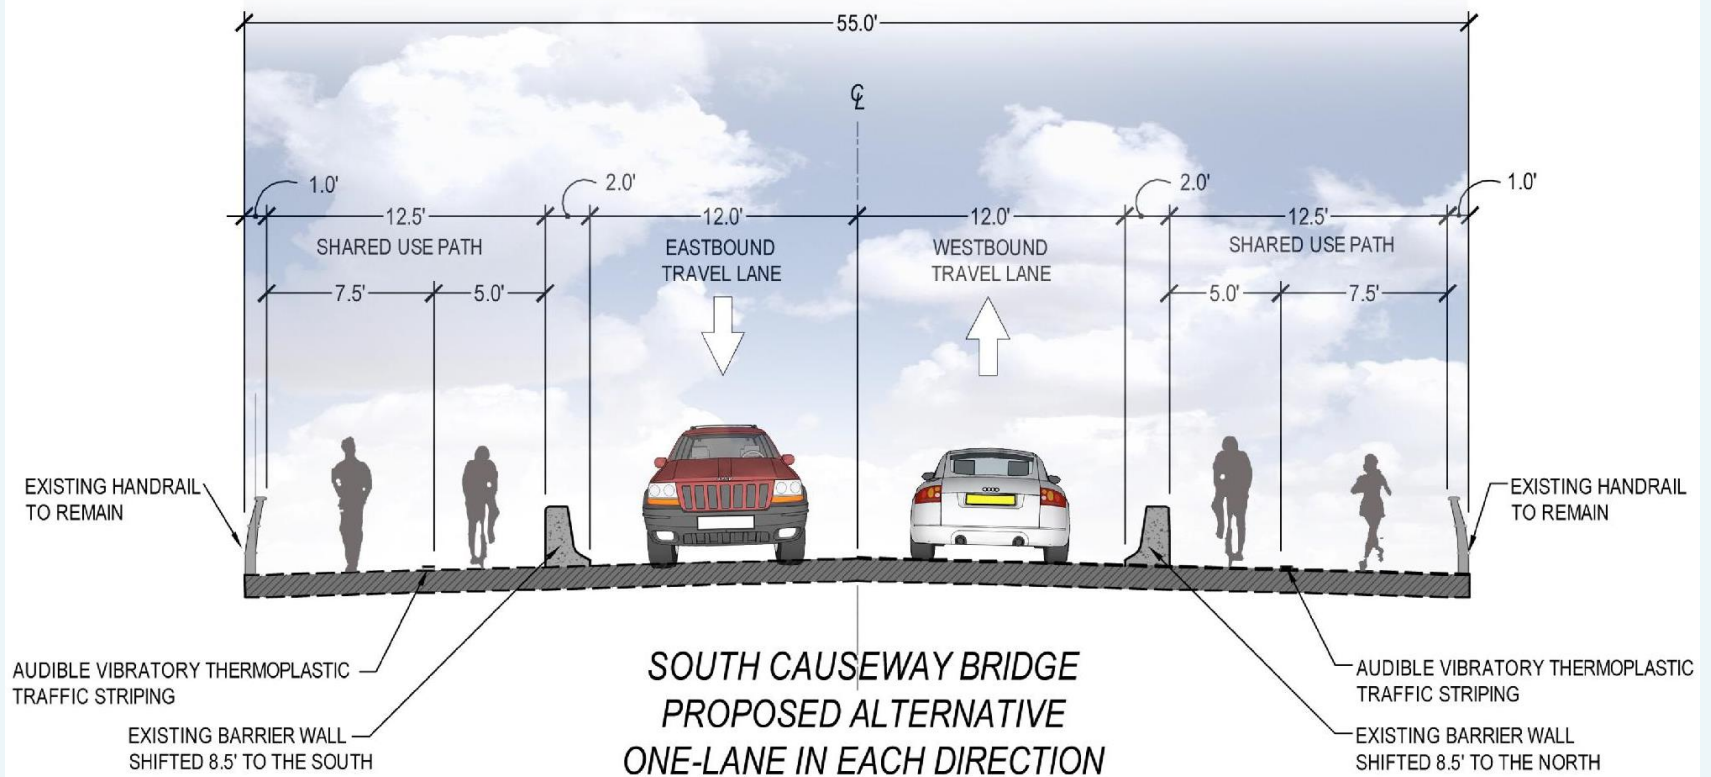 55.0'
℄
1.0'
2.0'
2.0'
1.0'
12.5'
12.0'
12.0'
12.5'
SHARED USE PATH
EASTBOUND
TRAVEL LANE
WESTBOUND
TRAVEL LANE
SHARED USE PATH
7.5'
5.0'
5.0'
7.5'
EXISTING HANDRAIL
TO REMAIN
EXISTING HANDRAIL
TO REMAIN
AUDIBLE VIBRATORY THERMOPLASTIC
TRAFFIC STRIPING
EXISTING BARRIER WALL
SHIFTED 8.5' TO THE SOUTH
SOUTH CAUSEWAY BRIDGE
PROPOSED ALTERNATIVE
ONE-LANE IN EACH DIRECTION
AUDIBLE VIBRATORY THERMOPLASTIC
TRAFFIC STRIPING
EXISTING BARRIER WALL
SHIFTED 8.5' TO THE NORTH